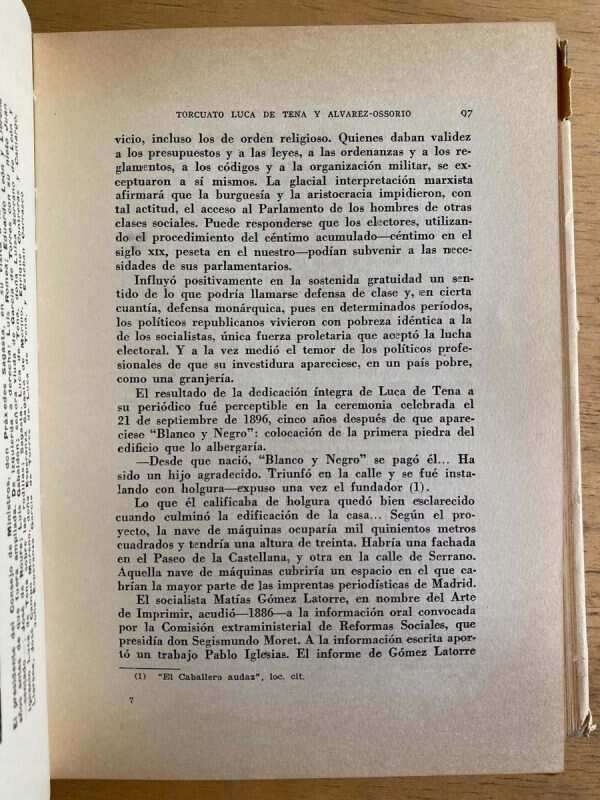 TORCUATO LUCA DE TENA Y ALVAREZ-OSSORIO 97
vicio, incluso los de orden religioso. Quienes daban validez
a los presupuestos y a las leyes, a las ordenanzas y a los re-
glamentos, a los códigos y a la organización militar, se ex-
ceptuaron a sí mismos. La glacial interpretación marxista
afirmará que la burguesía y la aristocracia impidieron, con
tal actitud, el acceso al Parlamento de los hombres de otras
clases sociales. Puede responderse que los electores, utilizan-
do el procedimiento del céntimo acumulado—céntimo en el
siglo XIX, peseta en el nuestro—podían subvenir a las nece-
sidades de sus parlamentarios.
Influyó positivamente en la sostenida gratuidad un sen-
tido de lo que podría llamarse defensa de clase y, en cierta
cuantía, defensa monárquica, pues en determinados períodos,
los políticos republicanos vivieron con pobreza idéntica a la
de los socialistas, única fuerza proletaria que aceptó la lucha
electoral. Y a la vez medió el temor de los políticos profe-
sionales de que su investidura apareciese, en un país pobre,
como una granjería.
El resultado de la dedicación íntegra de Luca de Tena a
su periódico fué perceptible en la ceremonia celebrada el
21 de septiembre de 1896, cinco años después de que apare-
ciese "Blanco y Negro": colocación de la primera piedra del
edificio que lo albergaría.
—Desde que nació, "Blanco y Negro" se pagó él... Ha
sido un hijo agradecido. Triunfó en la calle y se fué insta-
lando con holgura—expuso una vez el fundador (1).
Lo que él calificaba de holgura quedó bien esclarecido
cuando culminó la edificación de la casa... Según el pro-
yecto, la nave de máquinas ocuparía mil quinientos metros
cuadrados y tendría una altura de treinta. Habría una fachada
en el Paseo de la Castellana, y otra en la calle de Serrano.
Aquella nave de máquinas cubriría un espacio en el que ca-
brían la mayor parte de las imprentas periodísticas de Madrid.
El socialista Matías Gómez Latorre, en nombre del Arte
de Imprimir, acudió—1886—a la información oral convocada
por la Comisión extraministerial de Reformas Sociales, que
presidía don Segismundo Moret. A la información escrita apor-
tó un trabajo Pablo Iglesias. El informe de Gómez Latorre
(1) "El Caballero audaz", loc. cit.
7